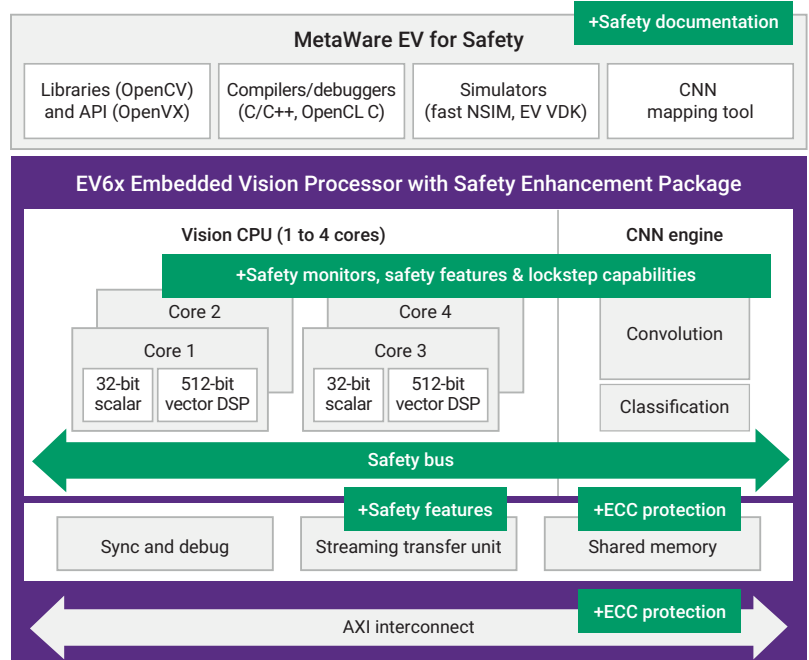 +Safety documentation
MetaWare EV for Safety
Libraries (OpenCV)
and API (OpenVX)
Compilers/debuggers
(C/C++, OpenCL C)
Simulators
(fast NSIM, EV VDK)
CNN
mapping tool
EV6x Embedded Vision Processor with Safety Enhancement Package
Vision CPU (1 to 4 cores)
CNN engine
+Safety monitors, safety features & lockstep capabilities
Core 2
Core 1
32-bit
scalar
512-bit
vector DSP
Core 4
Core 3
32-bit
scalar
512-bit
vector DSP
Convolution
Classification
Safety bus
Sync and debug
+Safety features
Streaming transfer unit
+ECC protection
Shared memory
+ECC protection
AXI interconnect